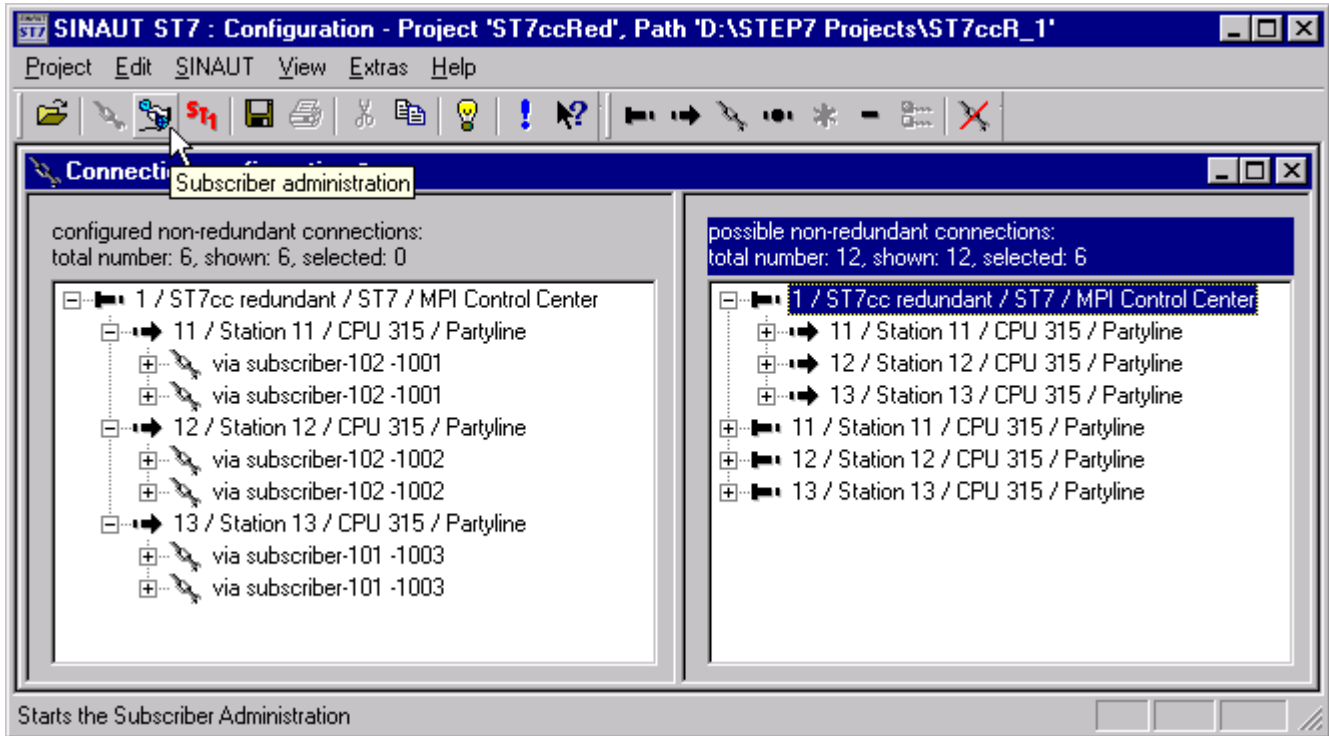 SINAUT ST7 : Configuration - Project 'ST7ccRed', Path 'D:\STEP7 Projects\ST7ccR_1'
Project Edit SINAUT View Extras Help
ST1
Connecti
Subscriber administration
configured non-redundant connections:
total number: 6, shown: 6, selected: 0
1 / ST7cc redundant / ST7 / MPI Control Center
11 / Station 11 / CPU 315 / Partyline
via subscriber-102 -1001
via subscriber-102 -1001
12 / Station 12 / CPU 315 / Partyline
via subscriber-102 -1002
via subscriber-102 -1002
13 / Station 13 / CPU 315 / Partyline
via subscriber-101 -1003
via subscriber-101 -1003
possible non-redundant connections:
total number: 12, shown: 12, selected: 6
1 / ST7cc redundant / ST7 / MPI Control Center
11 / Station 11 / CPU 315 / Partyline
12 / Station 12 / CPU 315 / Partyline
13 / Station 13 / CPU 315 / Partyline
11 / Station 11 / CPU 315 / Partyline
12 / Station 12 / CPU 315 / Partyline
13 / Station 13 / CPU 315 / Partyline
Starts the Subscriber Administration